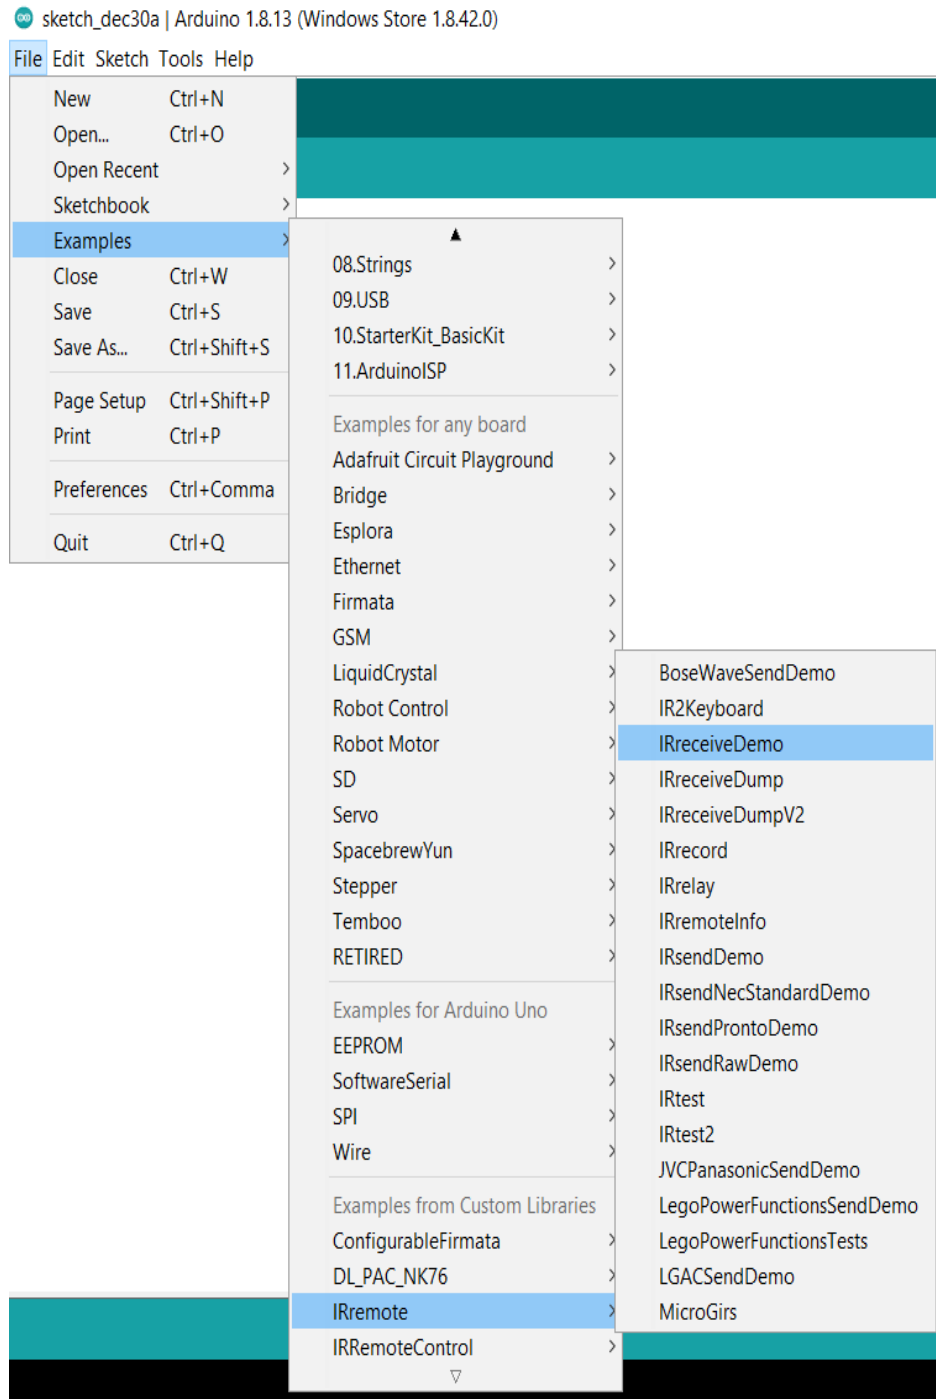 sketch_dec30a | Arduino 1.8.13 (Windows Store 1.8.42.0)
File Edit Sketch Tools Help
New Ctrl+N
Open... Ctrl+O
Open Recent
Sketchbook
Examples
Close Ctrl+W
Save Ctrl+S
Save As... Ctrl+Shift+S
Page Setup Ctrl+Shift+P
Print Ctrl+P
Preferences Ctrl+Comma
Quit Ctrl+Q
08.Strings
09.USB
10.StarterKit_BasicKit
11.ArduinoISP
Examples for any board
Adafruit Circuit Playground
Bridge
Esplora
Ethernet
Firmata
GSM
LiquidCrystal
Robot Control
Robot Motor
SD
Servo
SpacebrewYun
Stepper
Temboo
RETIRED
Examples for Arduino Uno
EEPROM
SoftwareSerial
SPI
Wire
Examples from Custom Libraries
ConfigurableFirmata
DL_PAC_NK76
IRremote
IRRemoteControl
BoseWaveSendDemo
IR2Keyboard
IRreceiveDemo
IRreceiveDump
IRreceiveDumpV2
IRrecord
IRrelay
IRremoteInfo
IRsendDemo
IRsendNecStandardDemo
IRsendProntoDemo
IRsendRawDemo
IRtest
IRtest2
JVCPanasonicSendDemo
LegoPowerFunctionsSendDemo
LegoPowerFunctionsTests
LGACSendDemo
MicroGirs